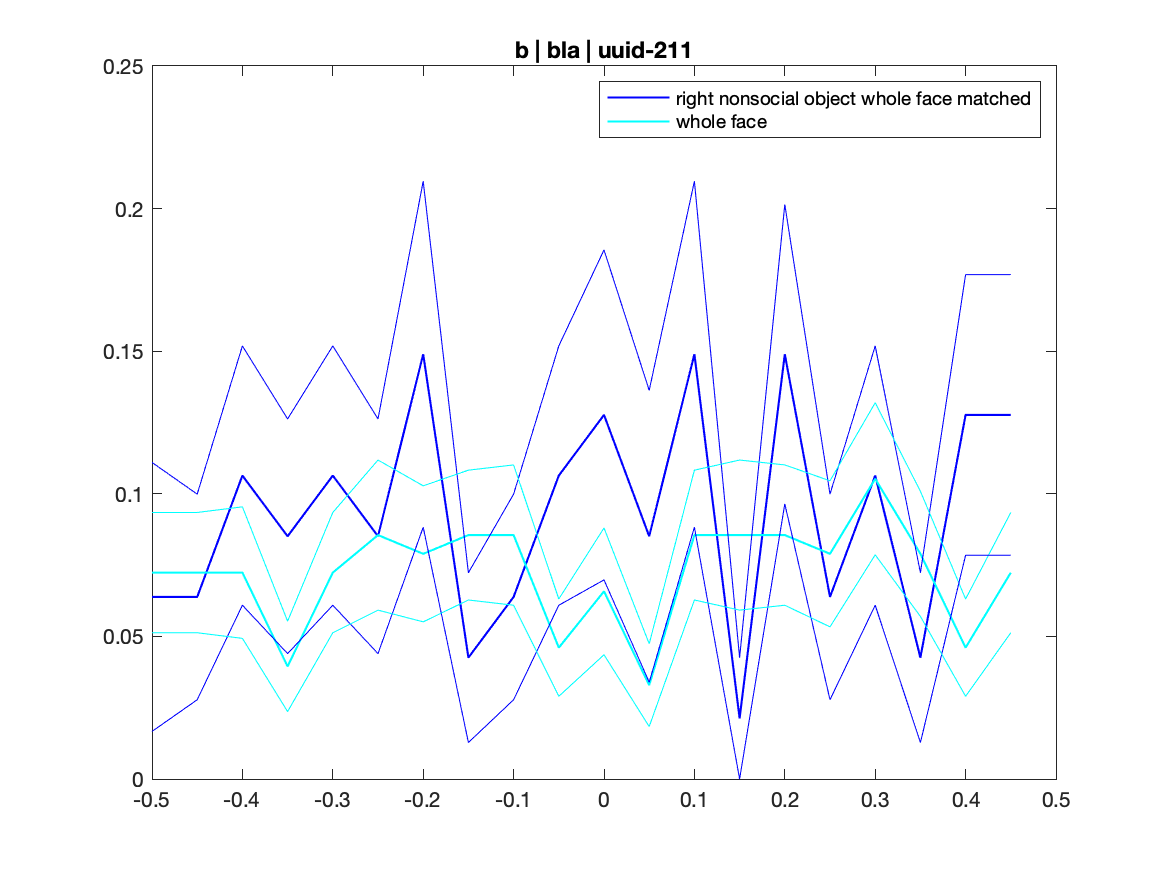 b | bla | uuid-211
0.25
right nonsocial object whole face matched
whole face
0.2
0.15
0.1
0.05
0
-0.5 -0.4 -0.3 -0.2 -0.1 0 0.1 0.2 0.3 0.4 0.5